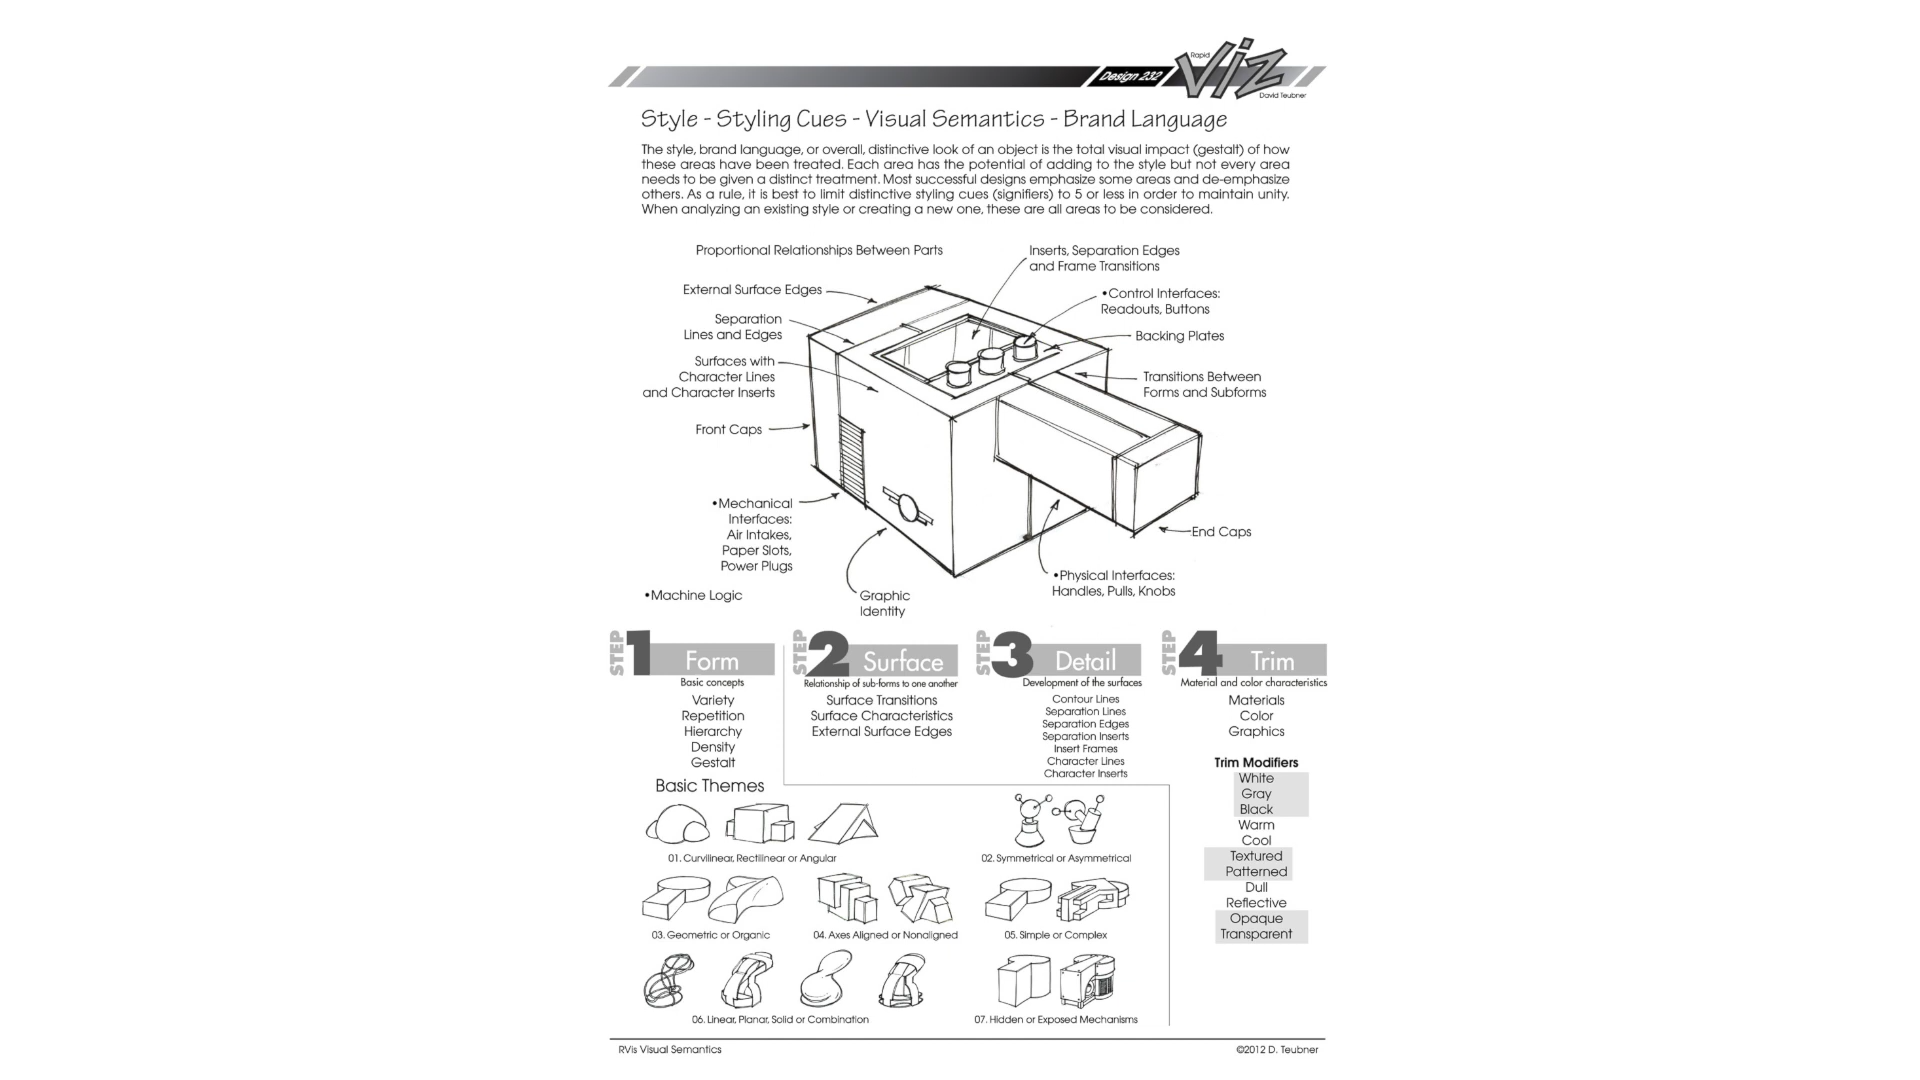 Design 232
Rapid
Viz
David Teubner
Style - Styling Cues - Visual Semantics - Brand Language
The style, brand language, or overall, distinctive look of an object is the total visual impact (gestalt) of how
these areas have been treated. Each area has the potential of adding to the style but not every area
needs to be given a distinct treatment. Most successful designs emphasize some areas and de-emphasize
others. As a rule, it is best to limit distinctive styling cues (signifiers) to 5 or less in order to maintain unity.
When analyzing an existing style or creating a new one, these are all areas to be considered.
Proportional Relationships Between Parts
Inserts, Separation Edges
and Frame Transitions
External Surface Edges
•Control Interfaces:
Readouts, Buttons
Separation
Lines and Edges
Backing Plates
Surfaces with
Character Lines
and Character Inserts
Transitions Between
Forms and Subforms
Front Caps
•Mechanical
Interfaces:
Air Intakes,
Paper Slots,
Power Plugs
End Caps
•Physical Interfaces:
Handles, Pulls, Knobs
•Machine Logic
Graphic
Identity
STEP 1 Form
Basic concepts
Variety
Repetition
Hierarchy
Density
Gestalt
STEP 2 Surface
Relationship of sub-forms to one another
Surface Transitions
Surface Characteristics
External Surface Edges
STEP 3 Detail
Development of the surfaces
Contour Lines
Separation Lines
Separation Edges
Separation Inserts
Insert Frames
Character Lines
Character Inserts
STEP 4 Trim
Material and color characteristics
Materials
Color
Graphics
Trim Modifiers
White
Gray
Black
Warm
Cool
Textured
Patterned
Dull
Reflective
Opaque
Transparent
Basic Themes
01. Curvilinear, Rectilinear or Angular
02. Symmetrical or Asymmetrical
03. Geometric or Organic
04. Axes Aligned or Nonaligned
05. Simple or Complex
06. Linear, Planar, Solid or Combination
07. Hidden or Exposed Mechanisms
RVis Visual Semantics
©2012 D. Teubner